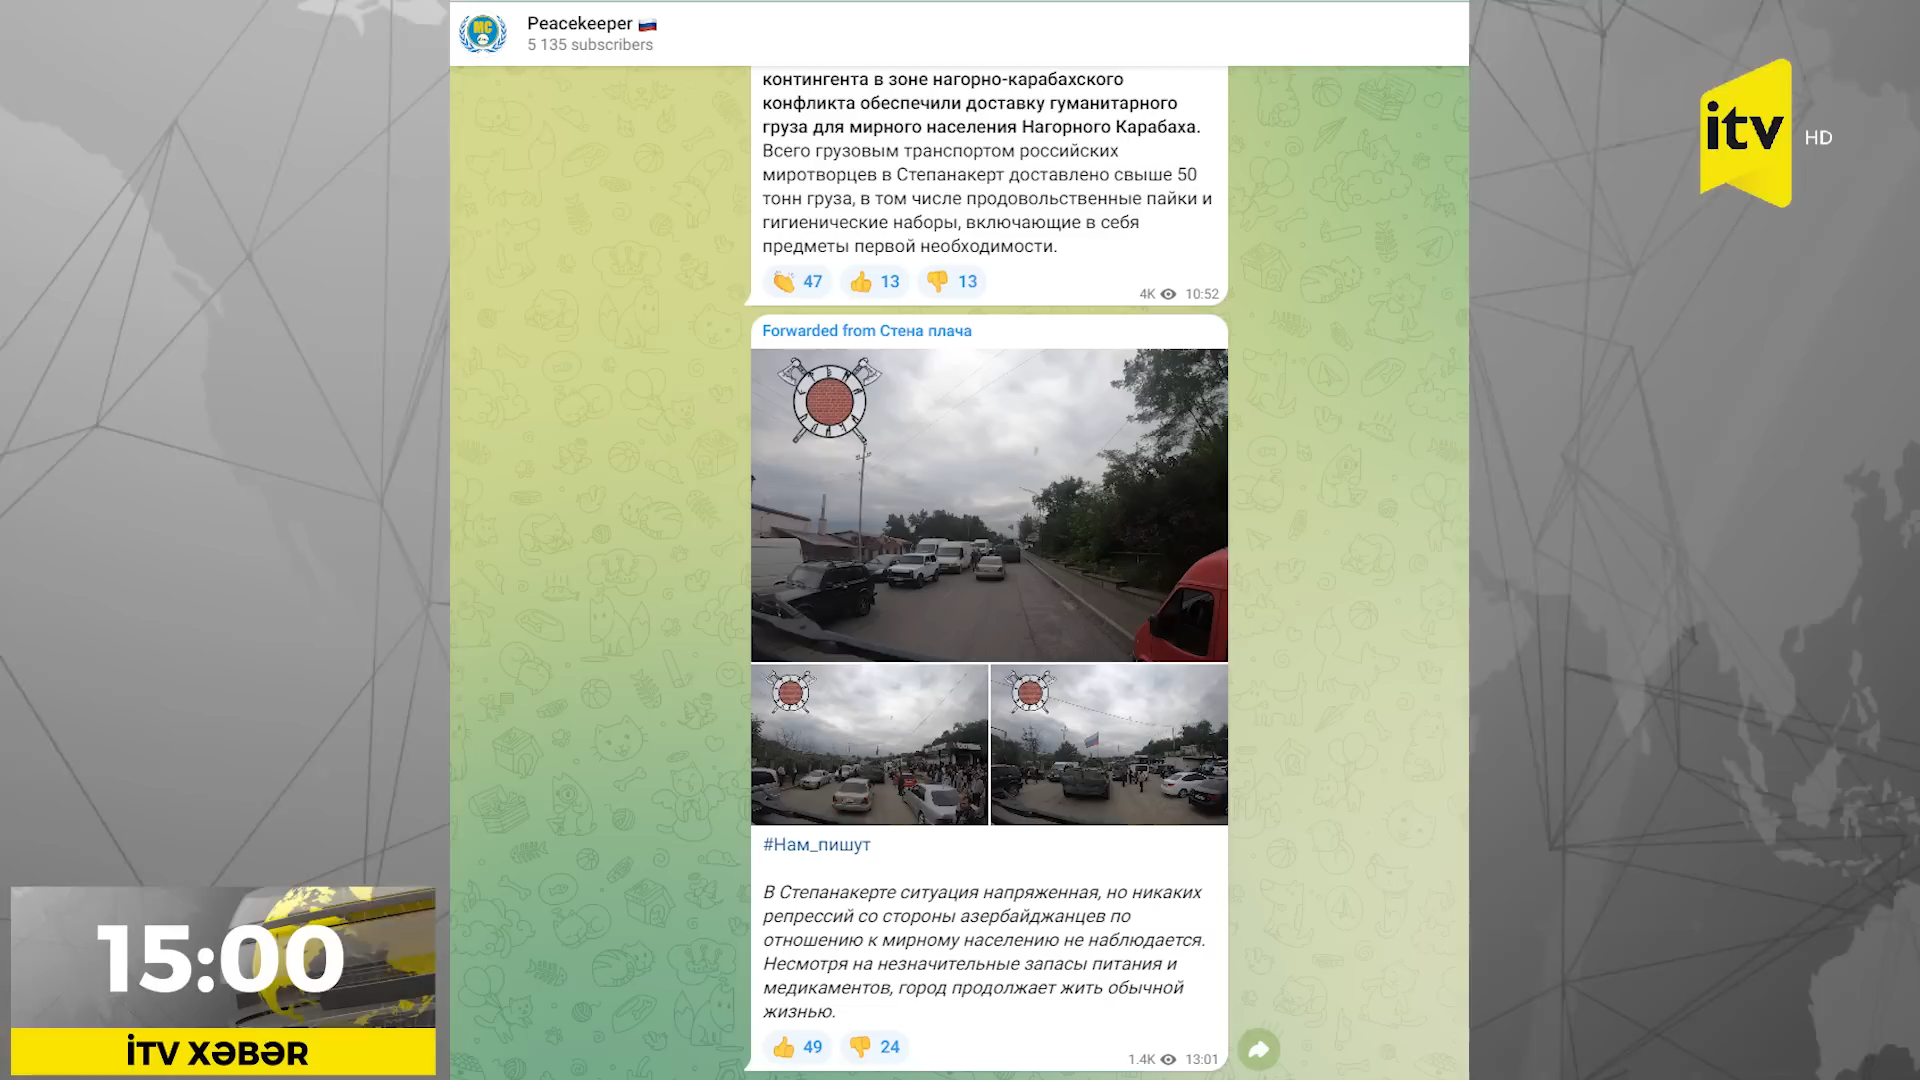 Peacekeeper
5 135 subscribers
контингента в зоне нагорно-карабахского
конфликта обеспечили доставку гуманитарного
груза для мирного населения Нагорного Карабаха.
Всего грузовым транспортом российских
миротворцев в Степанакерт доставлено свыше 50
тонн груза, в том числе продовольственные пайки и
гигиенические наборы, включающие в себя
предметы первой необходимости.
47 13 13
4K 10:52
Forwarded from Стена плача
#Нам_пишут
В Степанакерте ситуация напряженная, но никаких
репрессий со стороны азербайджанцев по
отношению к мирному населению не наблюдается.
Несмотря на незначительные запасы питания и
медикаментов, город продолжает жить обычной
жизнью.
49 24
1.4K 13:01
itv HD
15:00
İTV XƏBƏR
МС